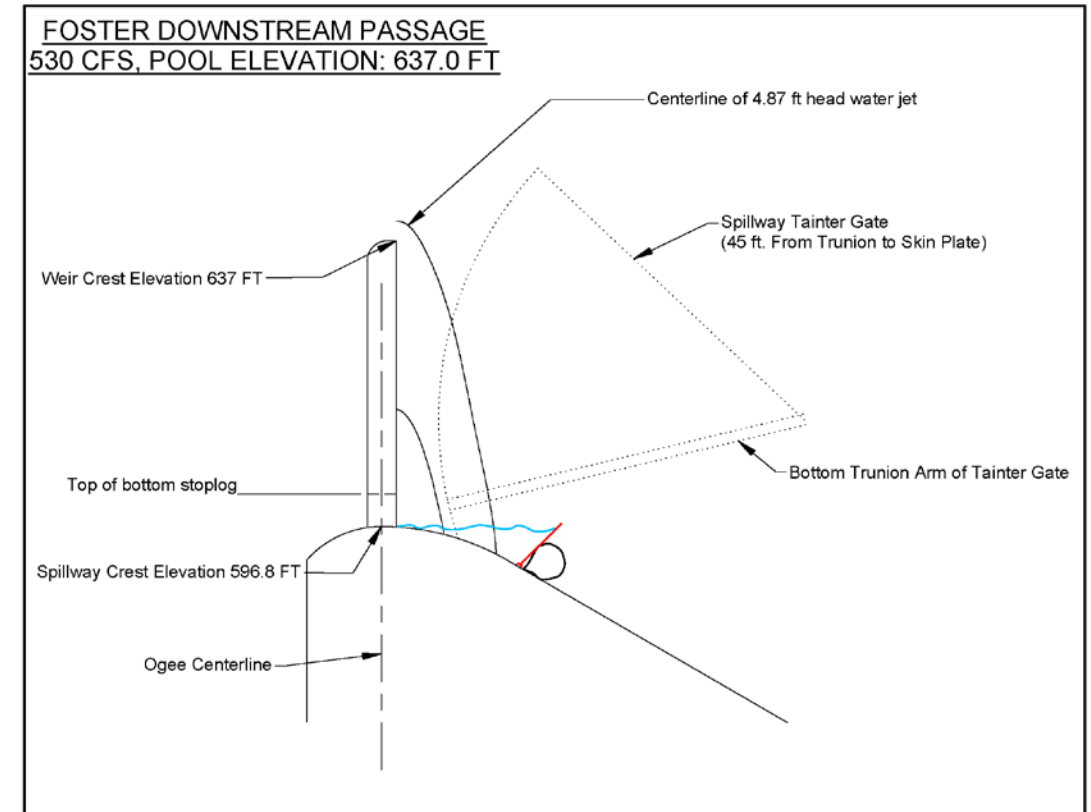 FOSTER DOWNSTREAM PASSAGE
530 CFS, POOL ELEVATION: 637.0 FT
Centerline of 4.87 ft head water jet
Spillway Tainter Gate
(45 ft. From Trunion to Skin Plate)
Weir Crest Elevation 637 FT
Bottom Trunion Arm of Tainter Gate
Top of bottom stoplog
Spillway Crest Elevation 596.8 FT
Ogee Centerline